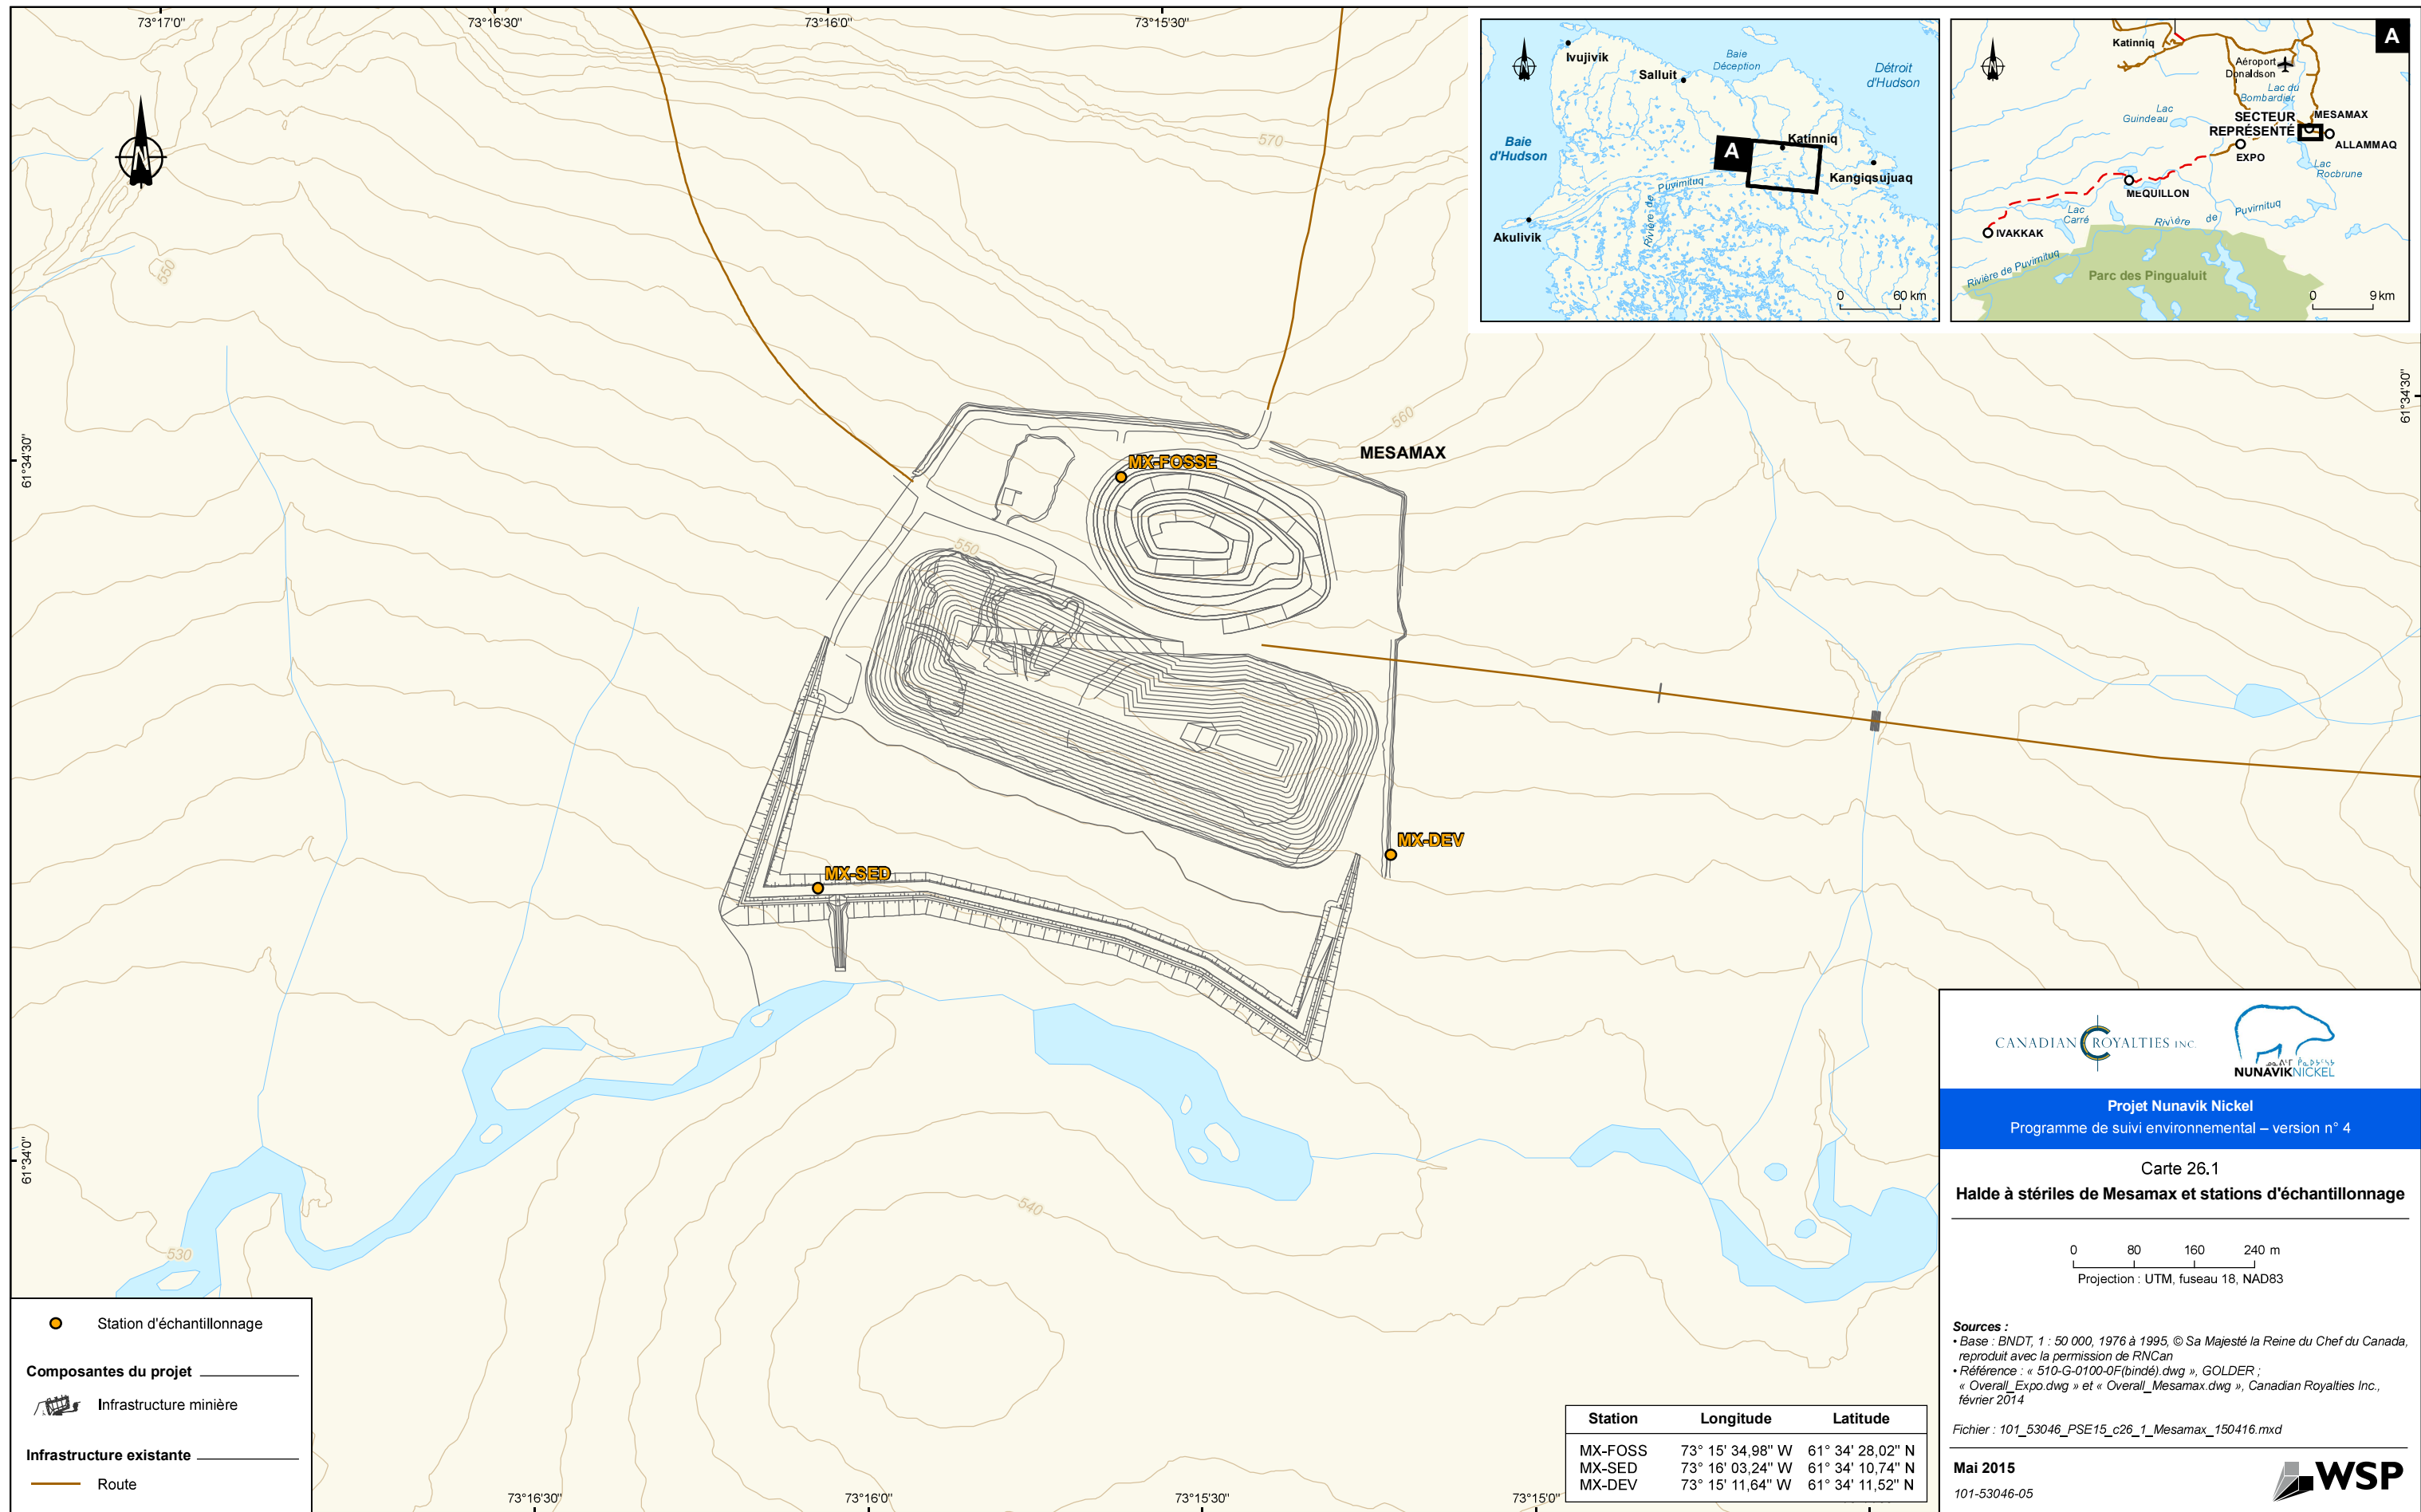 73°17'0"
73°16'30"
73°16'0"
73°15'30"
61°34'30"
61°34'0"
61°34'30"
N
570
560
550
550
540
530
MESAMAX
MX-FOSSE
MX-DEV
MX-SED
73°16'30"
73°16'0"
73°15'30"
73°15'0"
Ivujivik
Salluit
Baie
Déception
Détroit
d'Hudson
Baie
d'Hudson
Katinniq
A
Kangiqsujuaq
Rivière de
Puvirnituq
Akulivik
0 60 km
A
Katinniq
Aéroport
Donaldson
Lac du
Bombardier
Lac
Guindeau
SECTEUR
REPRÉSENTÉ
MESAMAX
ALLAMMAQ
EXPO
Lac
Rocbrune
MEQUILLON
Lac
Carré
Rivière de Puvirnituq
IVAKKAK
Rivière de Puvirnituq
Parc des Pingualuit
0 9 km
Station d'échantillonnage
Composantes du projet
Infrastructure minière
Infrastructure existante
Route
Station Longitude Latitude
MX-FOSS 73° 15' 34,98" W 61° 34' 28,02" N
MX-SED 73° 16' 03,24" W 61° 34' 10,74" N
MX-DEV 73° 15' 11,64" W 61° 34' 11,52" N
CANADIAN ROYALTIES INC.
NUNAVIKNICKEL
Projet Nunavik Nickel
Programme de suivi environnemental – version n° 4
Carte 26.1
Halde à stériles de Mesamax et stations d'échantillonnage
0 80 160 240 m
Projection : UTM, fuseau 18, NAD83
Sources :
• Base : BNDT, 1 : 50 000, 1976 à 1995, © Sa Majesté la Reine du Chef du Canada,
reproduit avec la permission de RNCan
• Référence : « 510-G-0100-0F(bindé).dwg », GOLDER ;
« Overall_Expo.dwg » et « Overall_Mesamax.dwg », Canadian Royalties Inc.,
février 2014
Fichier : 101_53046_PSE15_c26_1_Mesamax_150416.mxd
Mai 2015
101-53046-05
WSP